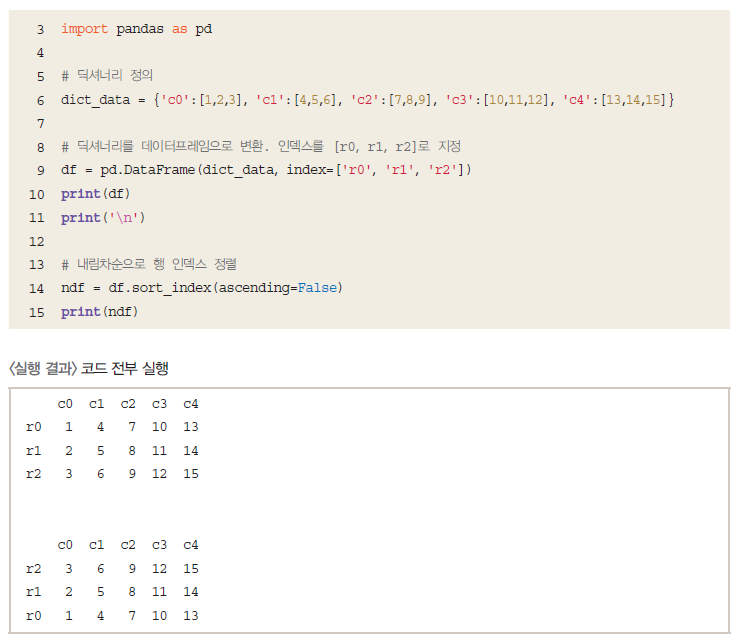 3 import pandas as pd
4
5 # 딕셔너리 정의
6 dict_data = {'c0':[1,2,3], 'c1':[4,5,6], 'c2':[7,8,9], 'c3':[10,11,12], 'c4':[13,14,15]}
7
8 # 딕셔너리를 데이터프레임으로 변환. 인덱스를 [r0, r1, r2]로 지정
9 df = pd.DataFrame(dict_data, index=['r0', 'r1', 'r2'])
10 print(df)
11 print('\n')
12
13 # 내림차순으로 행 인덱스 정렬
14 ndf = df.sort_index(ascending=False)
15 print(ndf)
〈실행 결과〉 코드 전부 실행
c0 c1 c2 c3 c4
r0 1 4 7 10 13
r1 2 5 8 11 14
r2 3 6 9 12 15
c0 c1 c2 c3 c4
r2 3 6 9 12 15
r1 2 5 8 11 14
r0 1 4 7 10 13